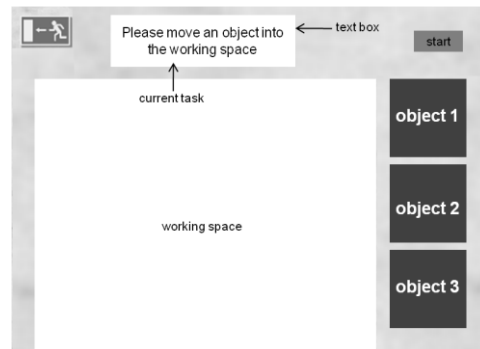 Please move an object into
the working space
text box
start
current task
object 1
working space
object 2
object 3